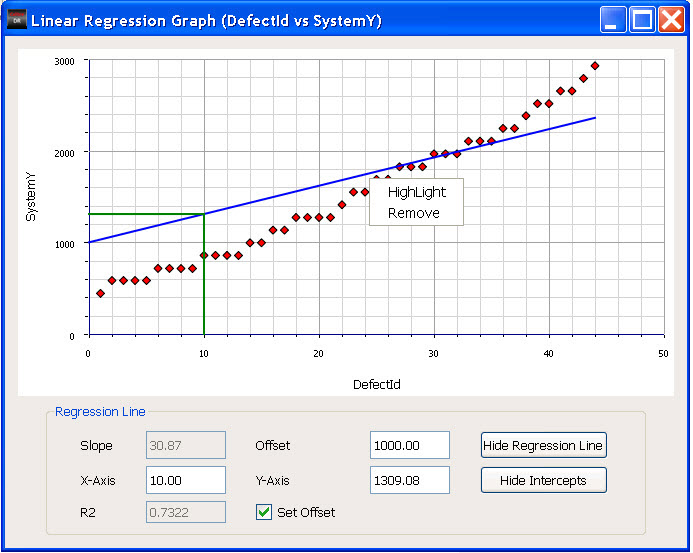 Linear Regression Graph (DefectId vs SystemY)
3000
2000
1000
0
SystemY
HighLight
Remove
0 10 20 30 40 50
DefectId
Regression Line
Slope 30.87 Offset 1000.00 Hide Regression Line
X-Axis 10.00 Y-Axis 1309.08 Hide Intercepts
R2 0.7322 Set Offset